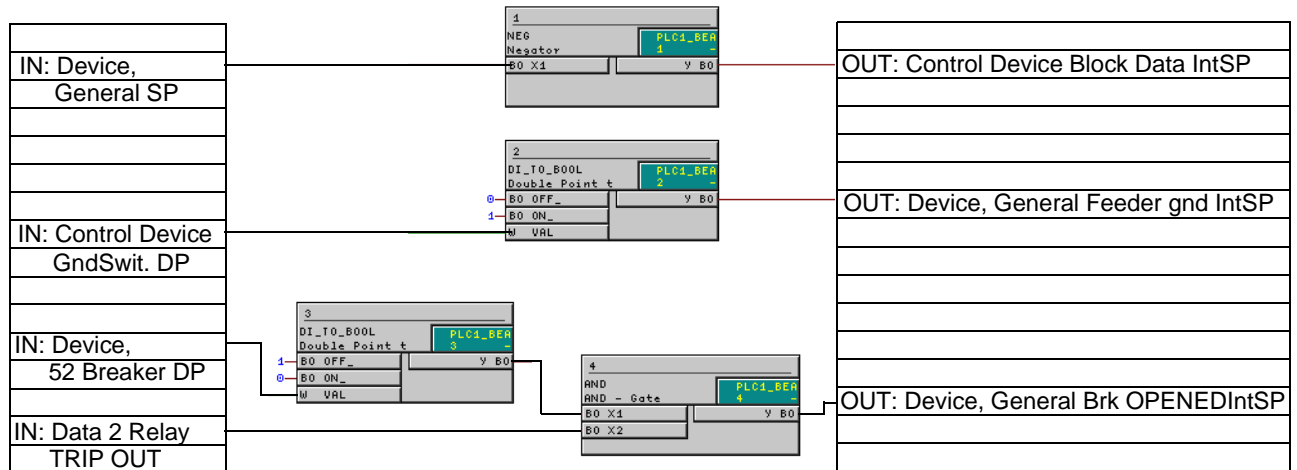 IN: Device,
General SP
IN: Control Device
GndSwit. DP
IN: Device,
52 Breaker DP
IN: Data 2 Relay
TRIP OUT
1
NEG
Negator
PLC1_BEA
1 -
BO X1
Y BO
2
DI_TO_BOOL
Double Point t
PLC1_BEA
2 -
0
BO OFF_
Y BO
1
BO ON_
W VAL
3
DI_TO_BOOL
Double Point t
PLC1_BEA
3 -
1
BO OFF_
Y BO
0
BO ON_
W VAL
4
AND
AND - Gate
PLC1_BEA
4 -
BO X1
Y BO
BO X2
OUT: Control Device Block Data IntSP
OUT: Device, General Feeder gnd IntSP
OUT: Device, General Brk OPENEDIntSP